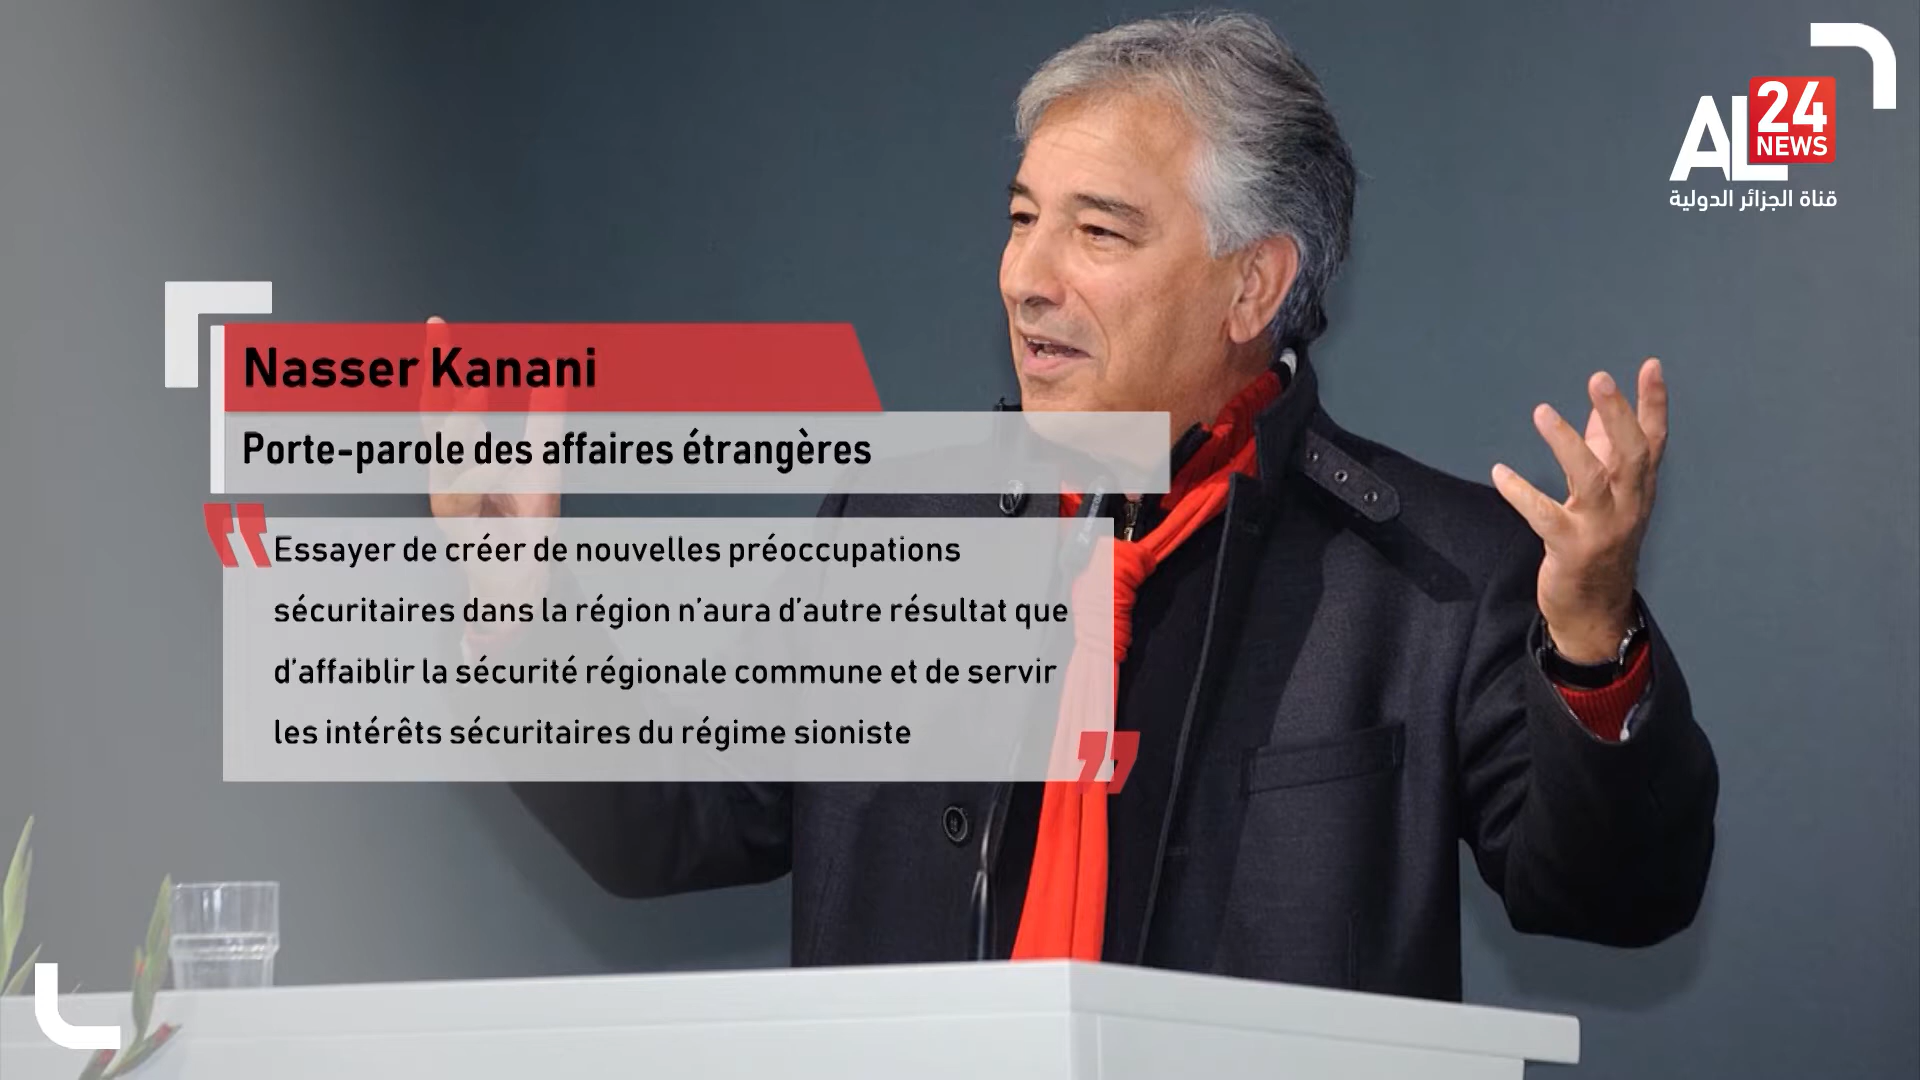 AL
24
NEWS
قناة الجزائر الدولية
Nasser Kanani
Porte-parole des affaires étrangères
Essayer de créer de nouvelles préoccupations
sécuritaires dans la région n'aura d'autre résultat que
d'affaiblir la sécurité régionale commune et de servir
les intérêts sécuritaires du régime sioniste